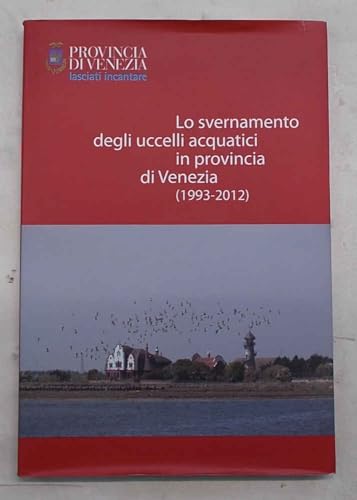 PROVINCIA
DI VENEZIA
lasciati incantare
Lo svernamento
degli uccelli acquatici
in provincia
di Venezia
(1993-2012)